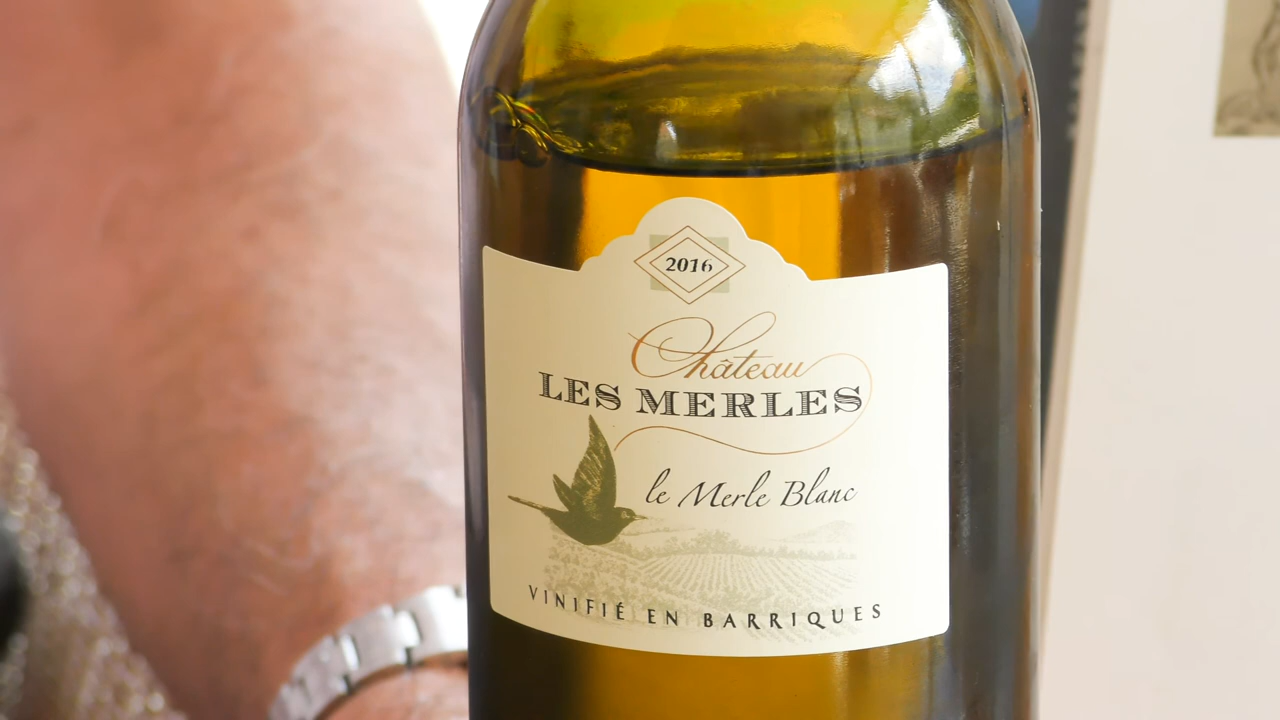 2016
Château
LES MERLES
le Merle Blanc
VINIFIÉ EN BARRIQUES